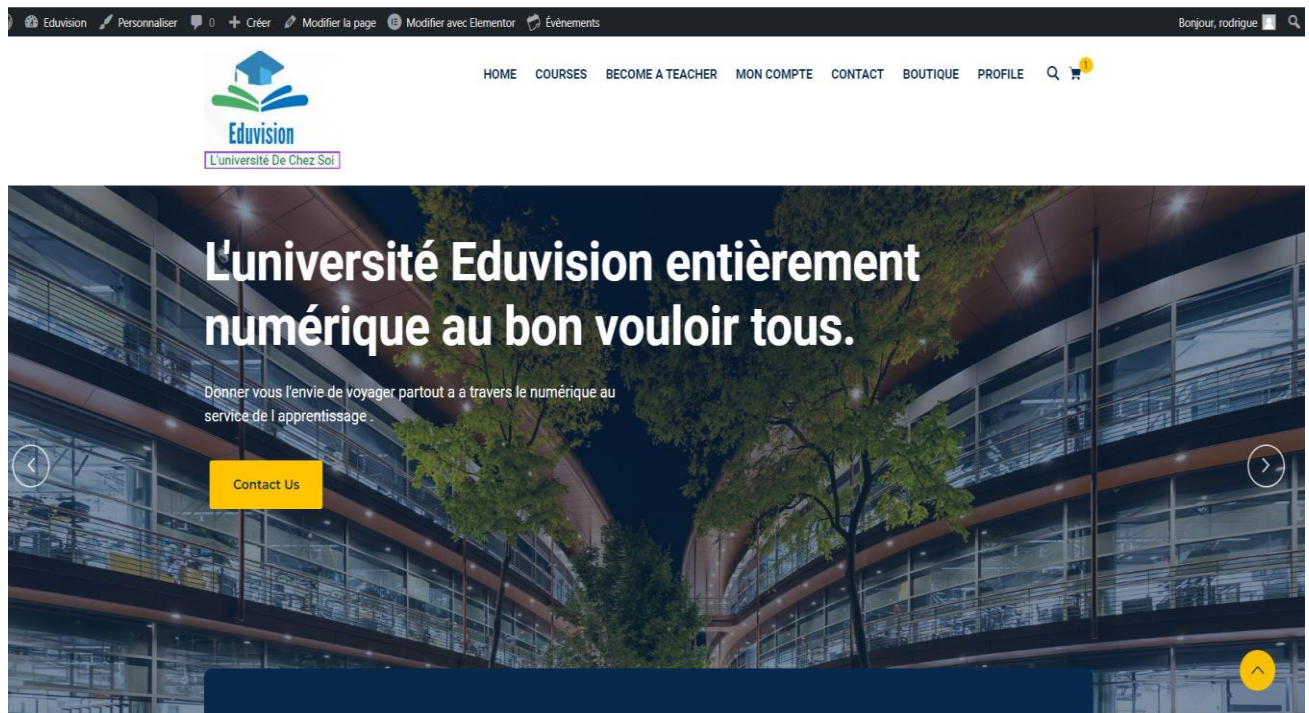 Eduvision Personnaliser 0 Créer Modifier la page Modifier avec Elementor Évènements Bonjour, rodrigue
HOME COURSES BECOME A TEACHER MON COMPTE CONTACT BOUTIQUE PROFILE 1
Eduvision
L'université De Chez Soi
L'université Eduvision entièrement
numérique au bon vouloir tous.
Donner vous l'envie de voyager partout a a travers le numérique au
service de l apprentissage .
Contact Us